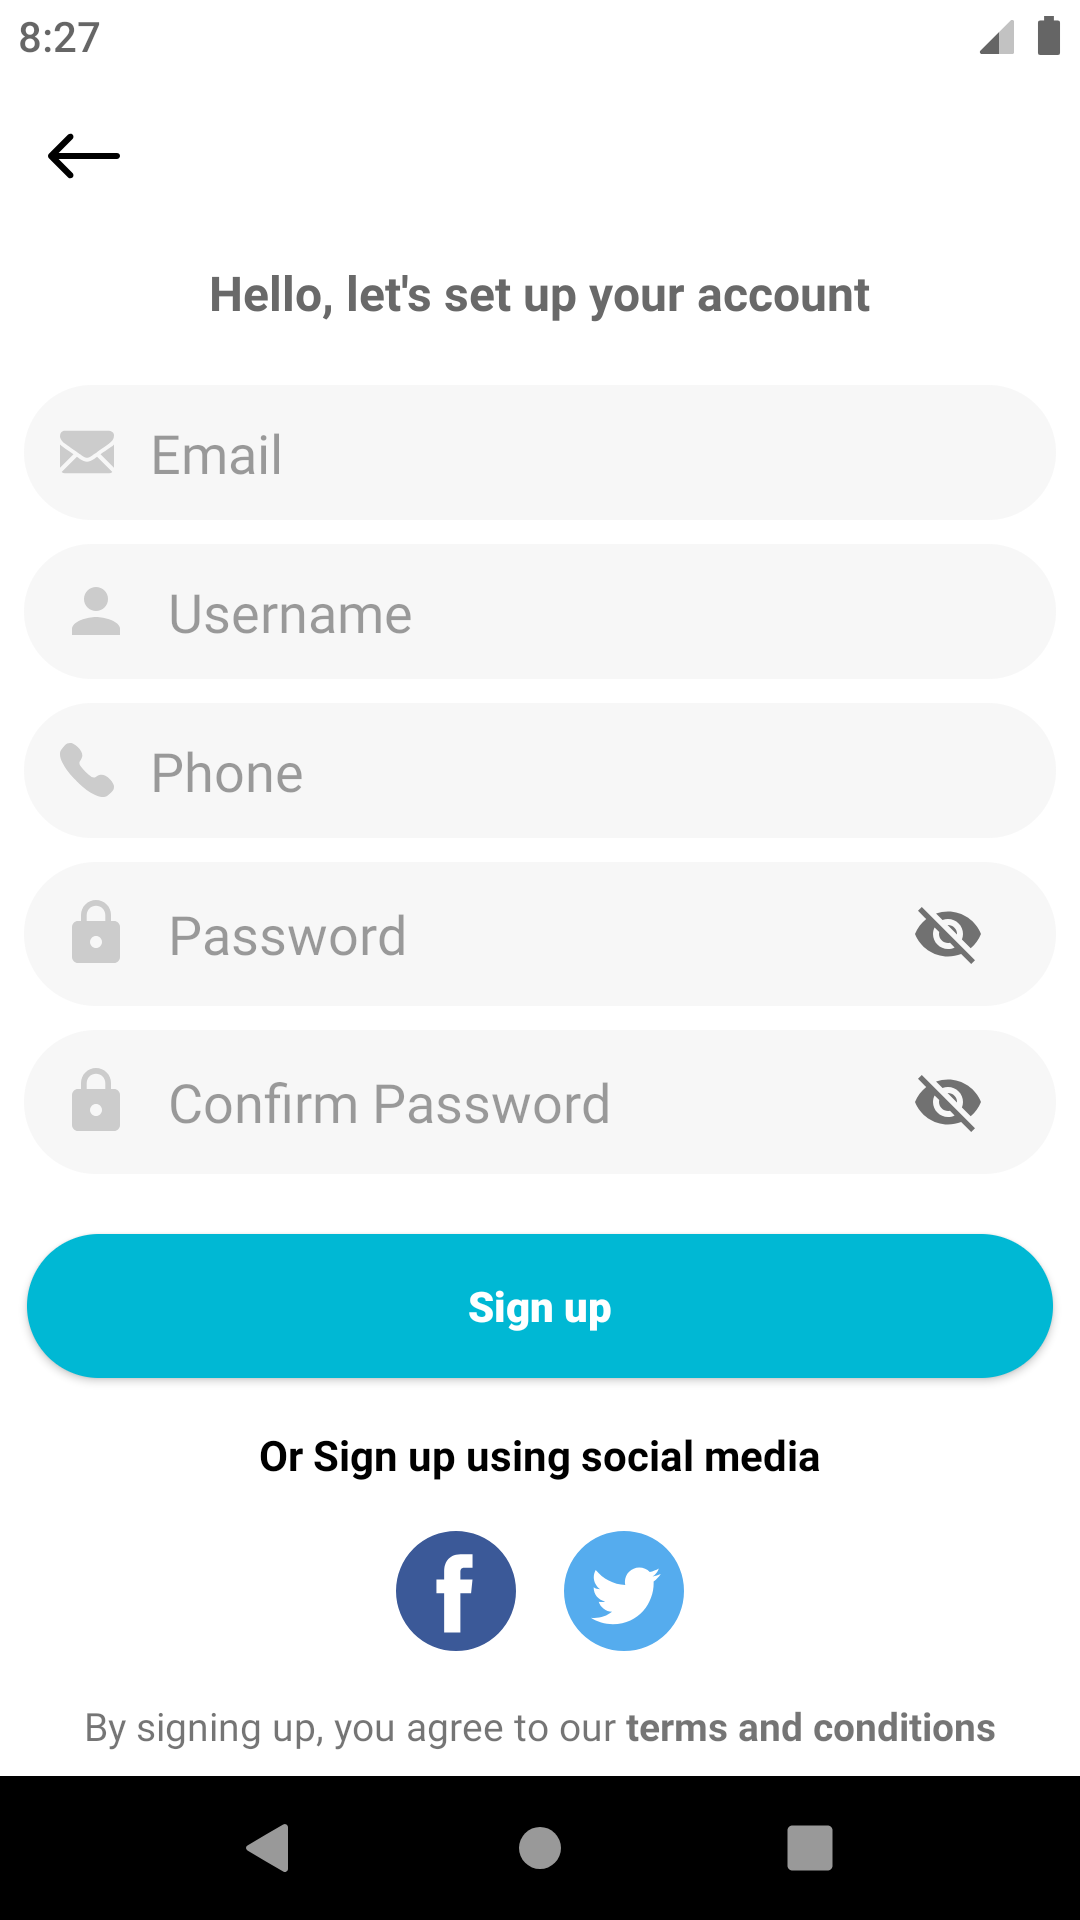 8:27
Hello, let's set up your account
Email
Username
Phone
Password
Confirm Password
Sign up
Or Sign up using social media
By signing up, you agree to our terms and conditions